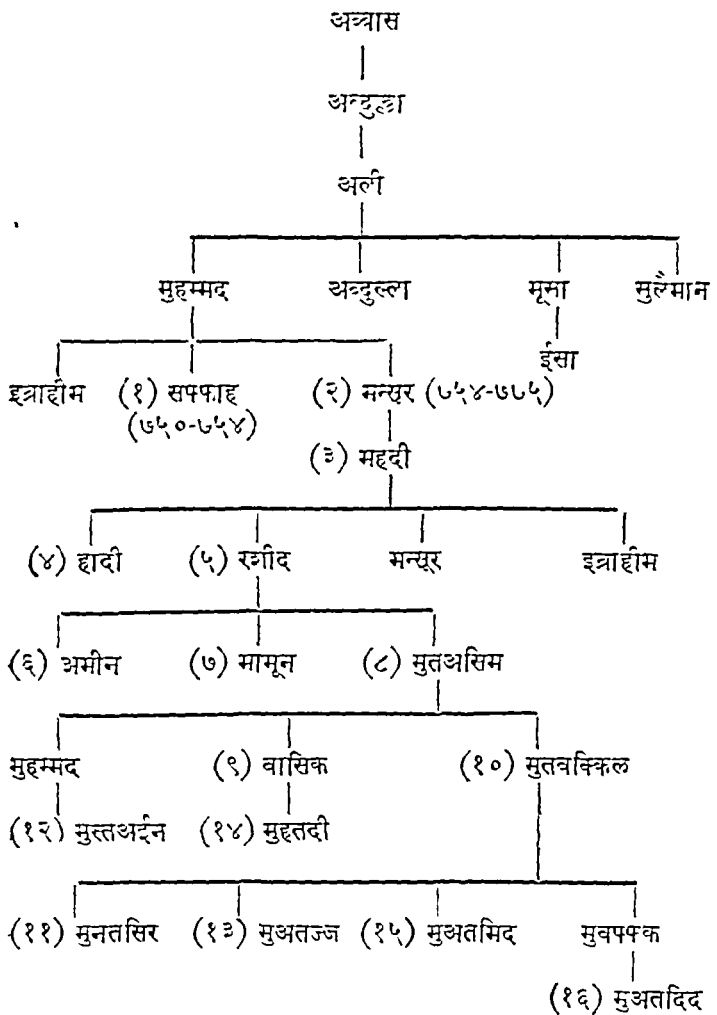 अब्बास
अब्दुल्ला
अली
मुहम्मद अब्दुल्ला मूसा सुलैमान
ईसा
इब्राहीम (१) सफ्फाह (२) मन्सूर (७५४-७७५)
(७५०-७५४)
(३) महदी
(४) हादी (५) रशीद मन्सूर इब्राहीम
(६) अमीन (७) मामून (८) मुतअसिम
मुहम्मद (९) वासिक (१०) मुतवक्किल
(१२) मुस्तअईन (१४) मुहतदी
(११) मुनतसिर (१३) मुअतज्ज (१५) मुअतमिद मुवफ्फक
(१६) मुअतदिद